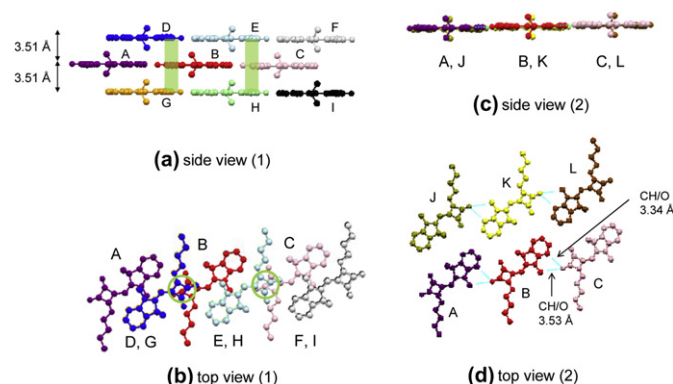 D E F
3.51 Å
A B C
3.51 Å
G H I
(a) side view (1)
A, J B, K C, L
(c) side view (2)
A B C
D, G E, H F, I
(b) top view (1)
J K L
CH/O
3.34 Å
A B C
CH/O
3.53 Å
(d) top view (2)